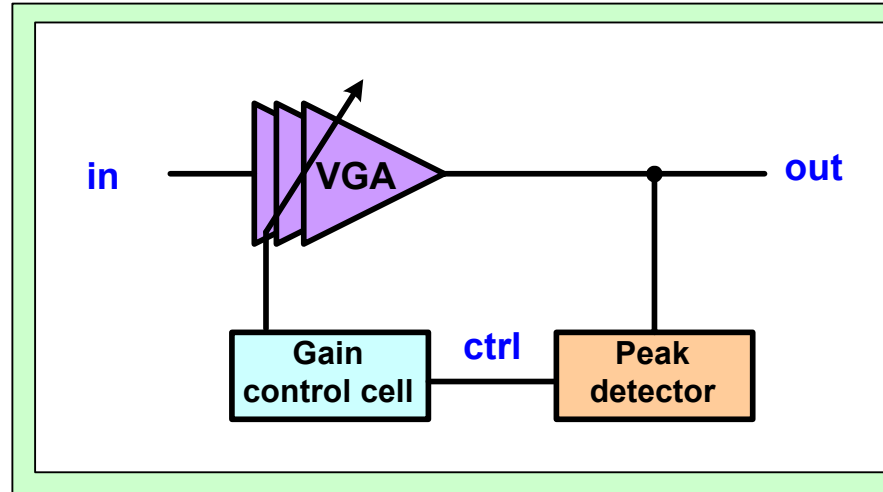 in
VGA
out
Gain
control cell
ctrl
Peak
detector